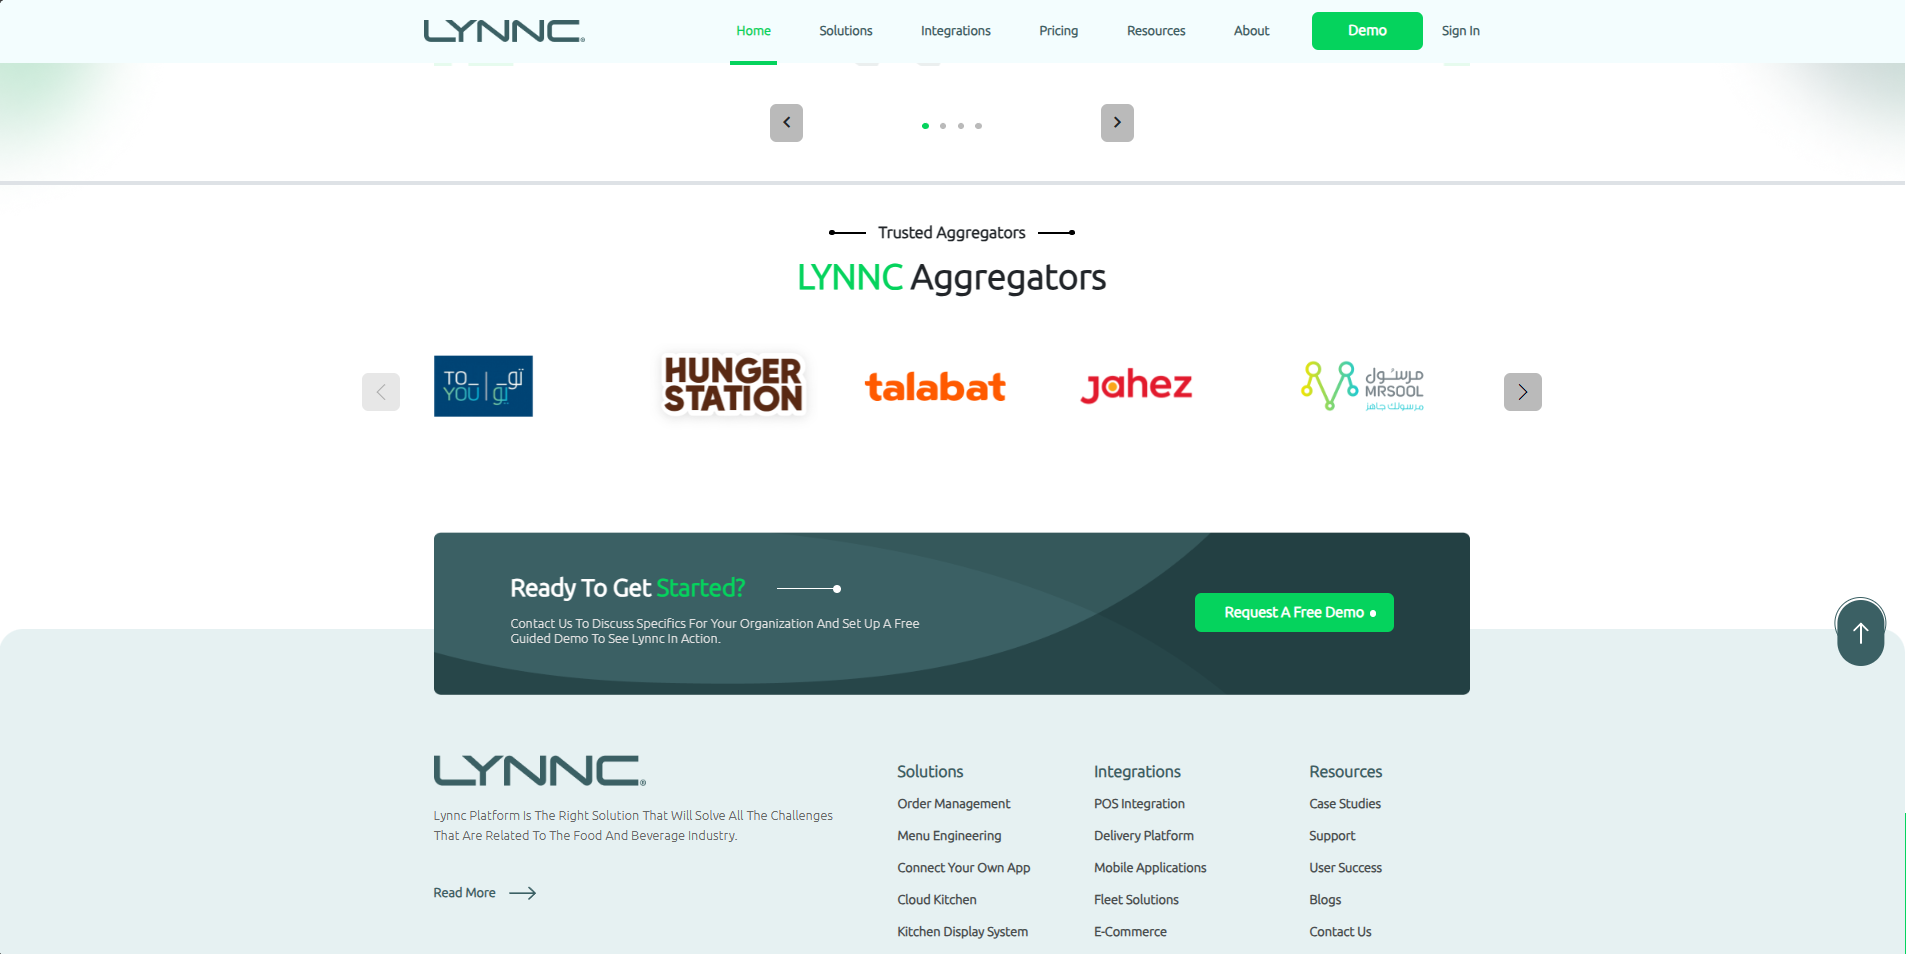 LYNNC®
Home
Solutions
Integrations
Pricing
Resources
About
Demo
Sign In
Trusted Aggregators
LYNNC Aggregators
TO_ تو_
YOU يو
HUNGER
STATION
talabat
jahez
مرسول
MRSOOL
مرسولك جاهز
Ready To Get Started?
Contact Us To Discuss Specifics For Your Organization And Set Up A Free
Guided Demo To See Lynnc In Action.
Request A Free Demo
LYNNC®
Lynnc Platform Is The Right Solution That Will Solve All The Challenges
That Are Related To The Food And Beverage Industry.
Read More
Solutions
Order Management
Menu Engineering
Connect Your Own App
Cloud Kitchen
Kitchen Display System
Integrations
POS Integration
Delivery Platform
Mobile Applications
Fleet Solutions
E-Commerce
Resources
Case Studies
Support
User Success
Blogs
Contact Us